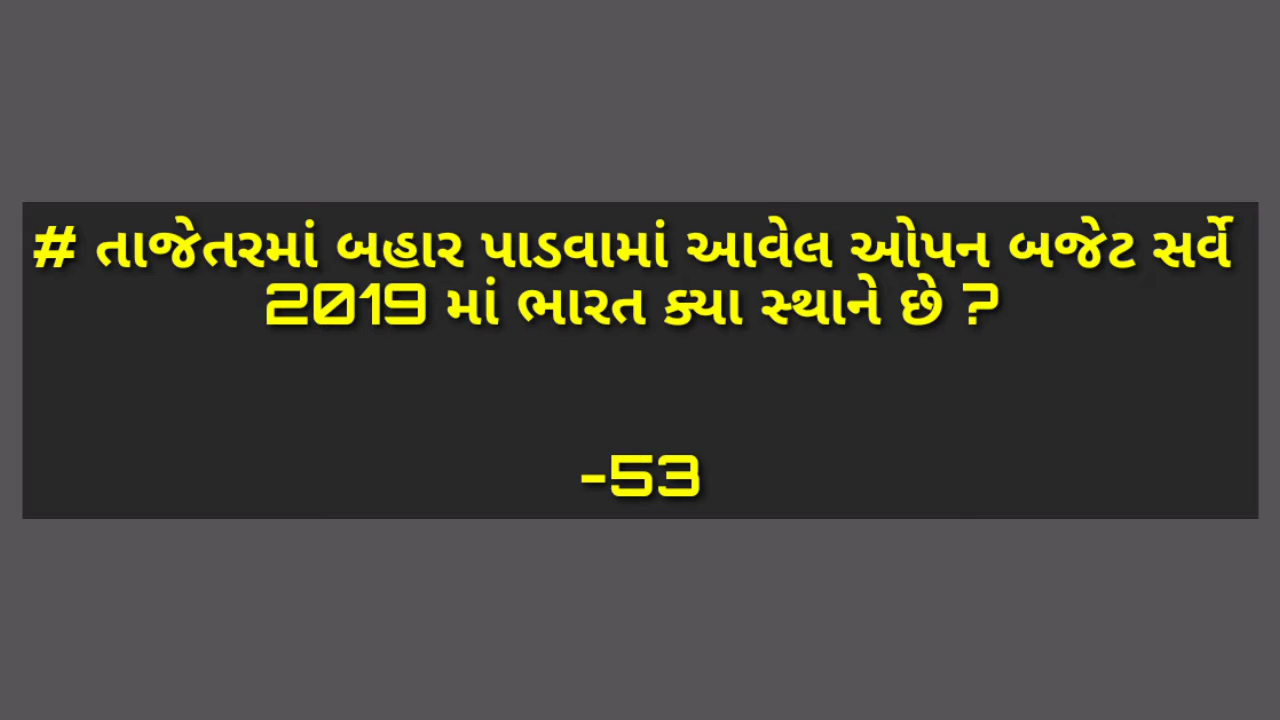 # તાજેતરમાં બહાર પાડવામાં આવેલ ઓપન બજેટ સર્વે
2019 માં ભારત ક્યા સ્થાને છે ?
-53